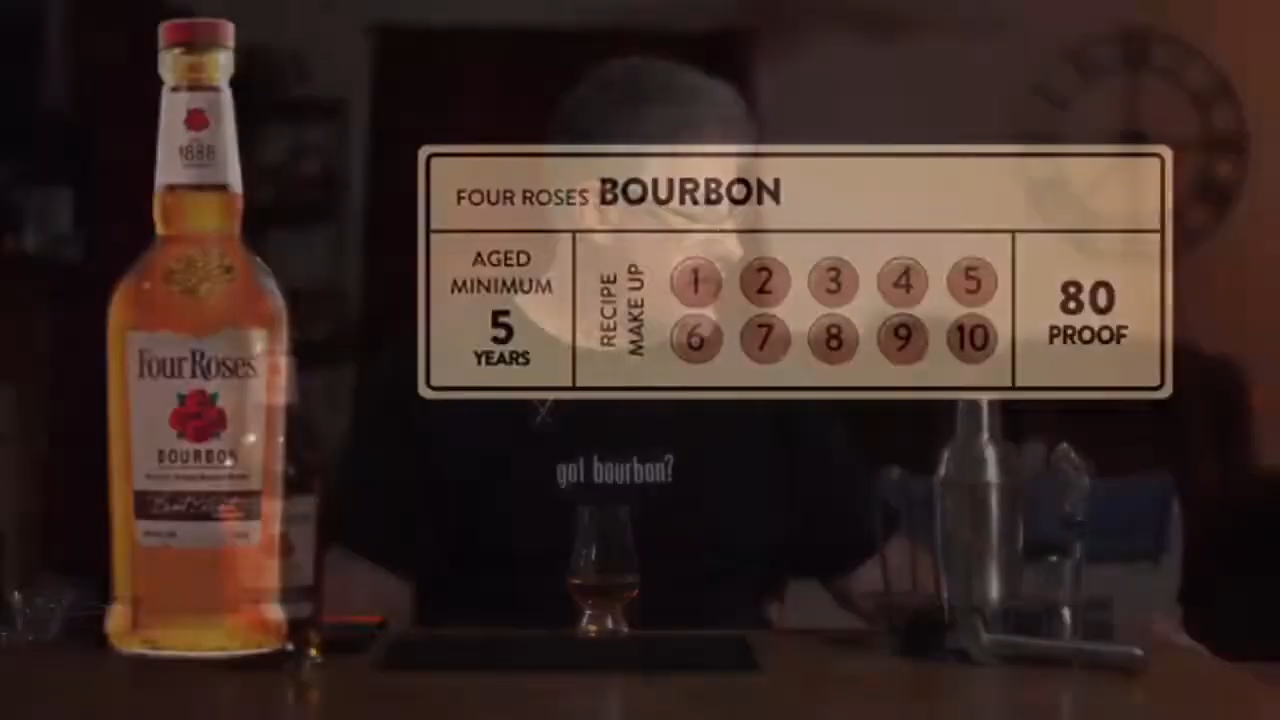 1888
Four Roses
BOURBON
FOUR ROSES BOURBON
AGED
MINIMUM
5
YEARS
RECIPE
MAKE UP
1 2 3 4 5
6 7 8 9 10
80
PROOF
got bourbon?